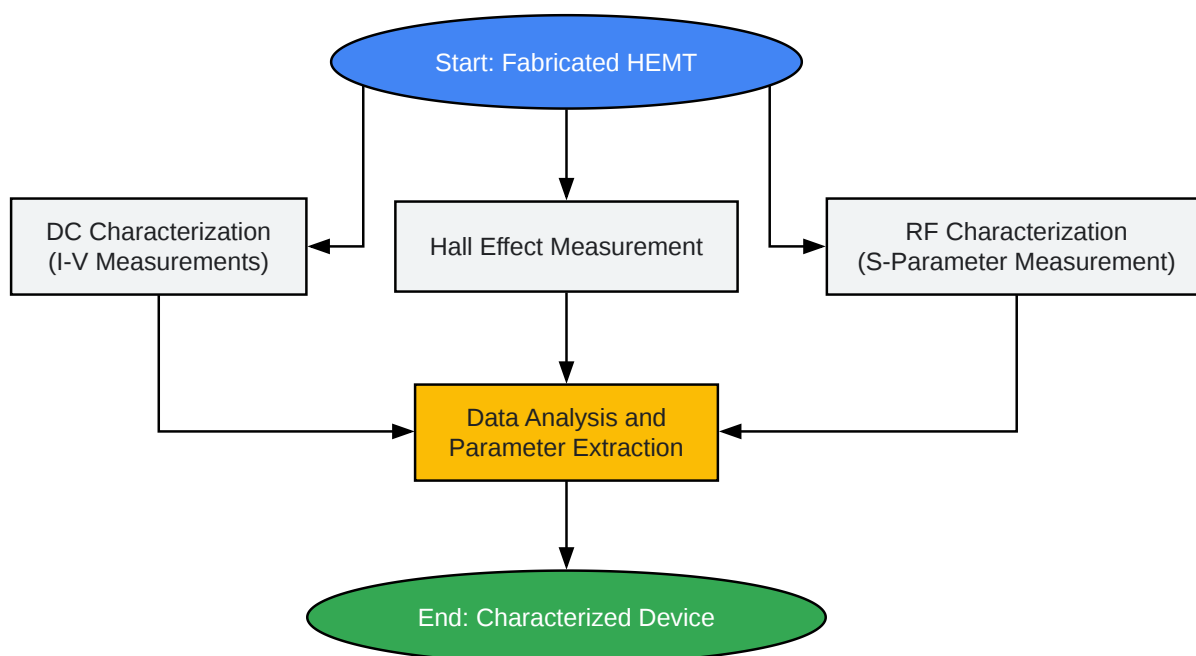 Start: Fabricated HEMT
DC Characterization
(I-V Measurements)
Hall Effect Measurement
RF Characterization
(S-Parameter Measurement)
Data Analysis and
Parameter Extraction
End: Characterized Device